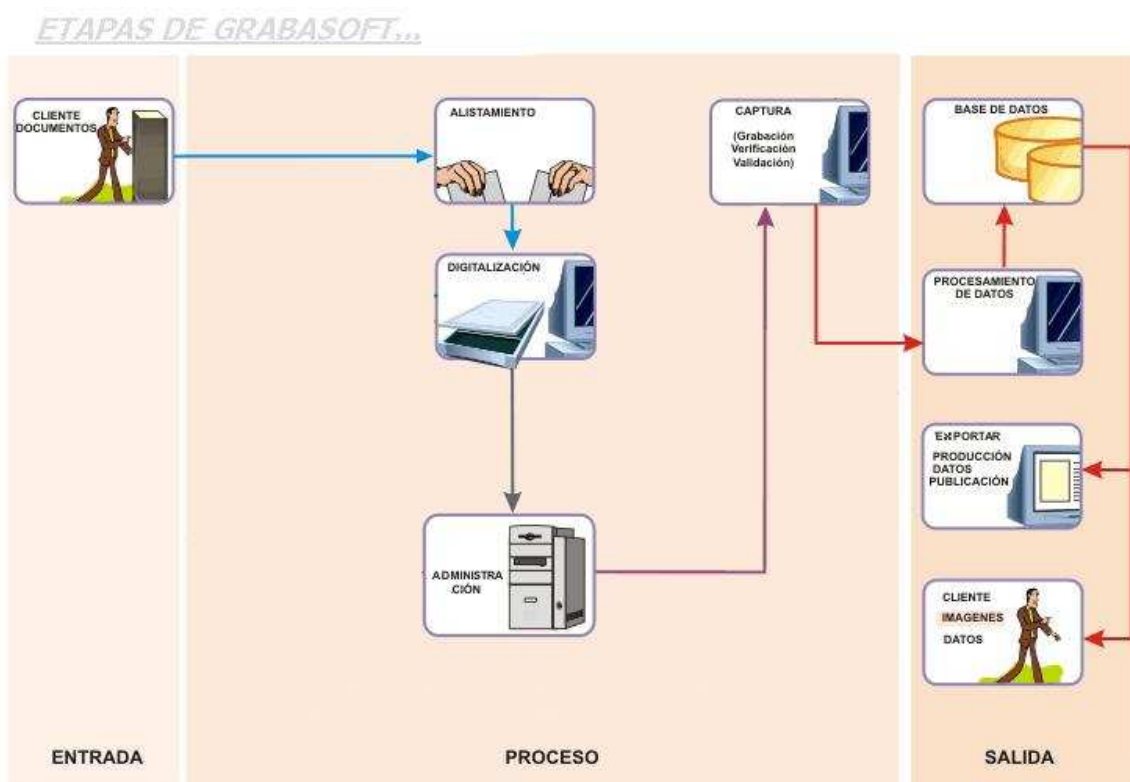 ETAPAS DE GRABASOFT...
CLIENTE
DOCUMENTOS
ALISTAMIENTO
DIGITALIZACIÓN
ADMINISTRA
CIÓN
CAPTURA
(Grabación
Verificación
Validación)
BASE DE DATOS
PROCESAMIENTO
DE DATOS
EXPORTAR
PRODUCCIÓN
DATOS
PUBLICACIÓN
CLIENTE
IMAGENES
DATOS
ENTRADA
PROCESO
SALIDA